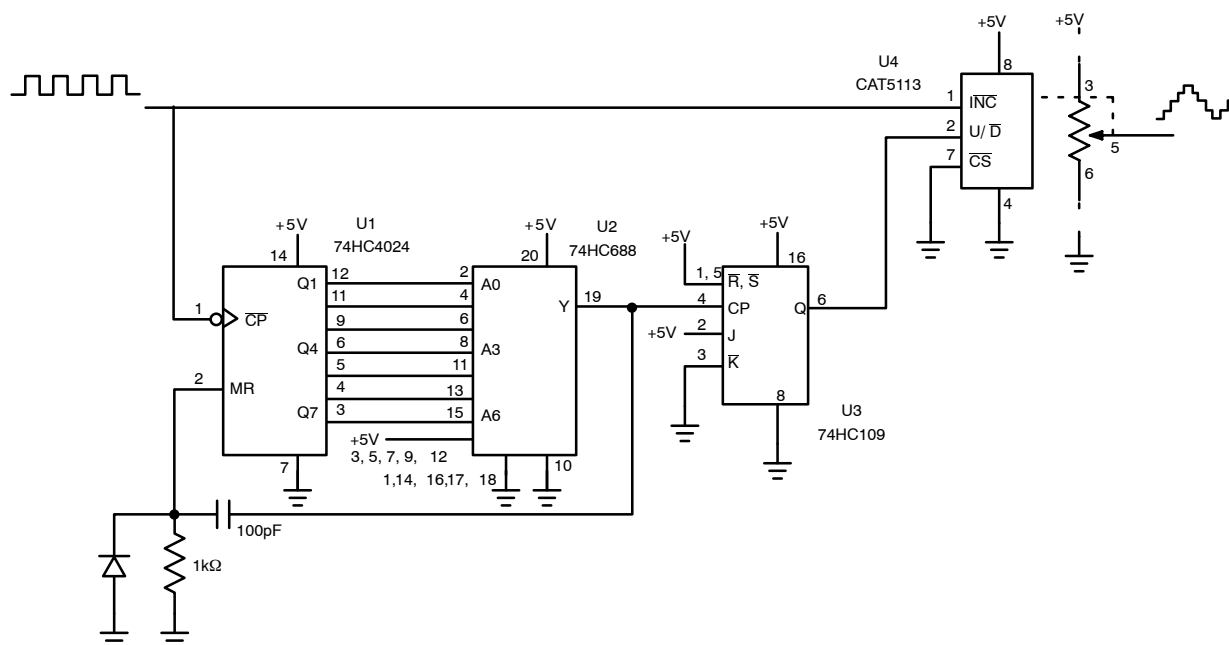 +5V
+5V
U4
CAT5113
8
1
INC
2
U/ D
7
CS
4
3
5
6
+5V
U1
74HC4024
14
+5V
U2
74HC688
20
+5V
16
+5V
1, 5
R, S
4
CP
+5V
2
J
3
K
Q
6
8
U3
74HC109
1
CP
2
MR
Q1
12
11
9
Q4
6
5
4
Q7
3
7
2
A0
4
6
8
A3
11
13
15
A6
Y
19
+5V
3, 5, 7, 9, 12
1,14, 16,17, 18
10
100pF
1kΩ